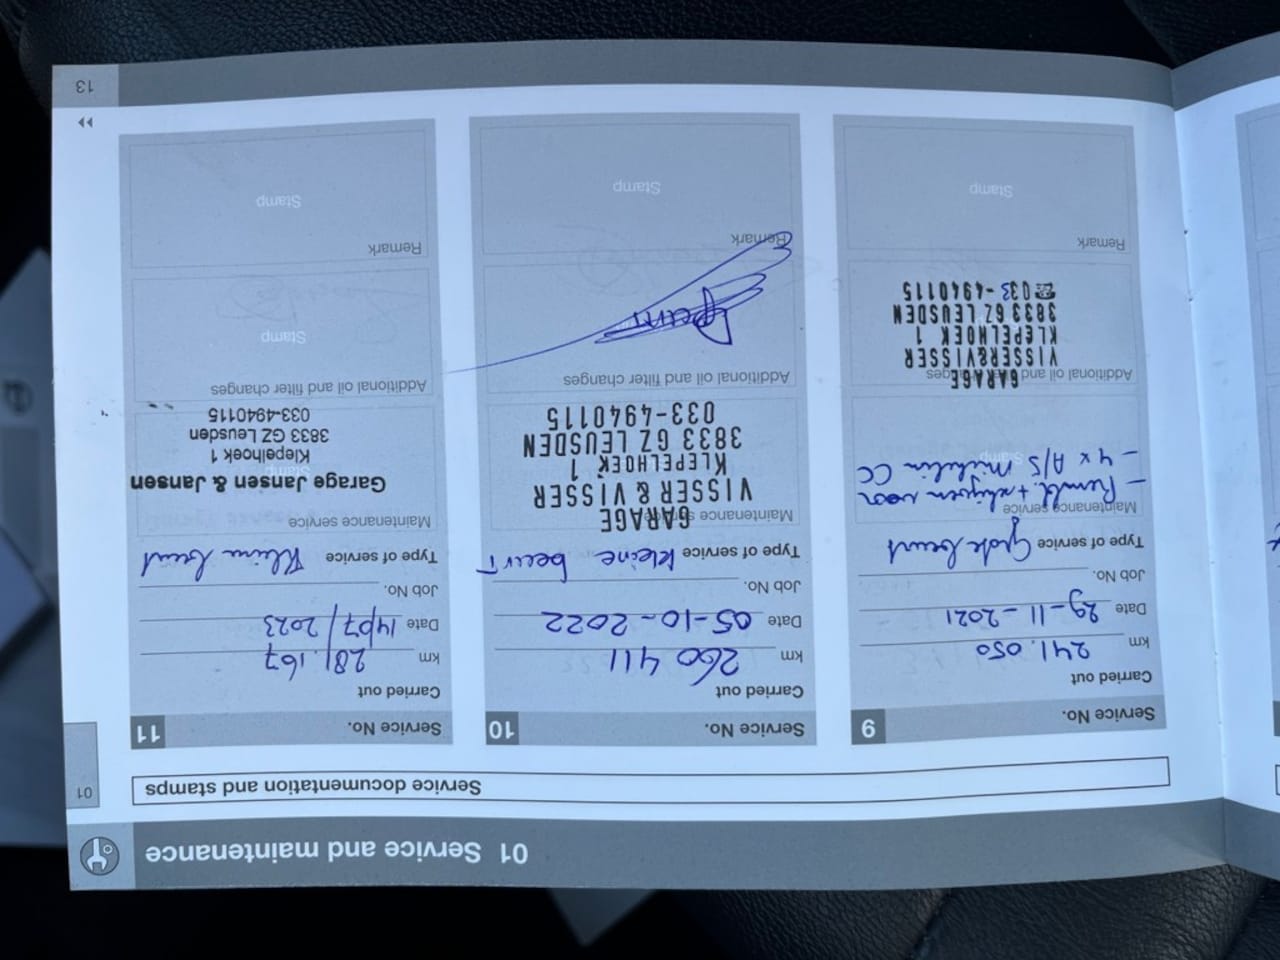 01 Service and maintenance
01
Service documentation and stamps
Service No. 9
Carried out
km 241.050
Date 29-11-2021
Job No.
Type of service Grote beurt
Maintenance service
- Remvl. + schijven voor
- 4x A/S Michelin CC
Stamp
Additional oil and filter changes
GARAGE
VISSER&VISSER
KLEPELHOEK 1
3833 GZ LEUSDEN
☎033-4940115
Remark
Stamp
Service No. 10
Carried out
km 260 411
Date 05-10-2022
Job No.
Type of service kleine beurt
Maintenance service
GARAGE
VISSER & VISSER
KLEPELHOEK 1
3833 GZ LEUSDEN
033-4940115
Additional oil and filter changes
Remark
Stamp
Service No. 11
Carried out
km 281.167
Date 14/07/2023
Job No.
Type of service Kleine beurt
Maintenance service
Garage Jansen & Jansen
Stamp
Klepelhoek 1
3833 GZ Leusden
033-4940115
Additional oil and filter changes
Stamp
Remark
Stamp
13